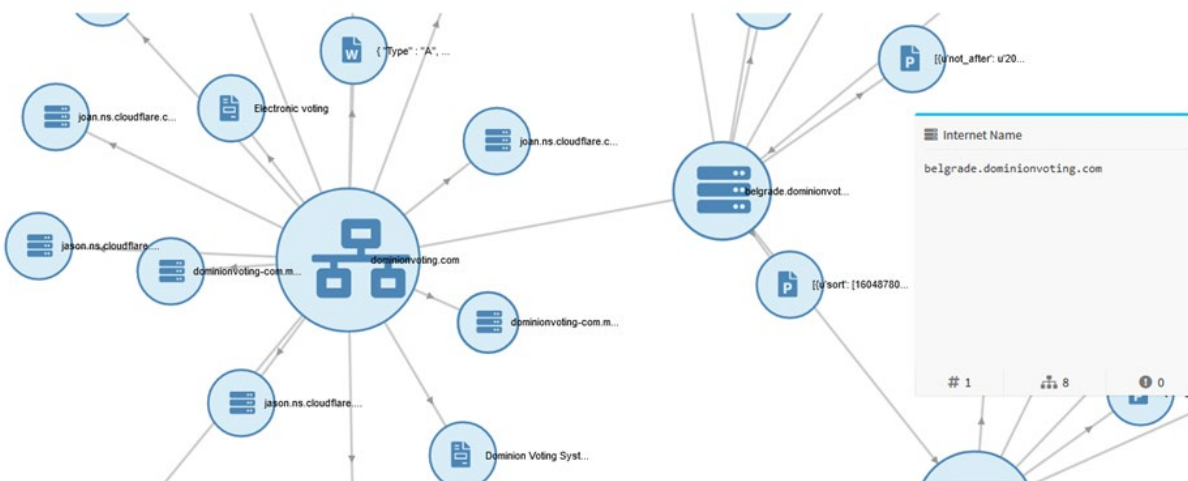 { "Type" : "A", ...
[{u'not_after': u'20...
Electronic voting
joan.ns.cloudflare.c...
joan.ns.cloudflare.c...
Internet Name
belgrade.dominionvoting.com
belgrade.dominionvot...
jason.ns.cloudflare....
dominionvoting.com
dominionvoting-com.m...
[{u'sort': [16048780...
dominionvoting-com.m...
# 1
8
0
jason.ns.cloudflare....
Dominion Voting Syst...